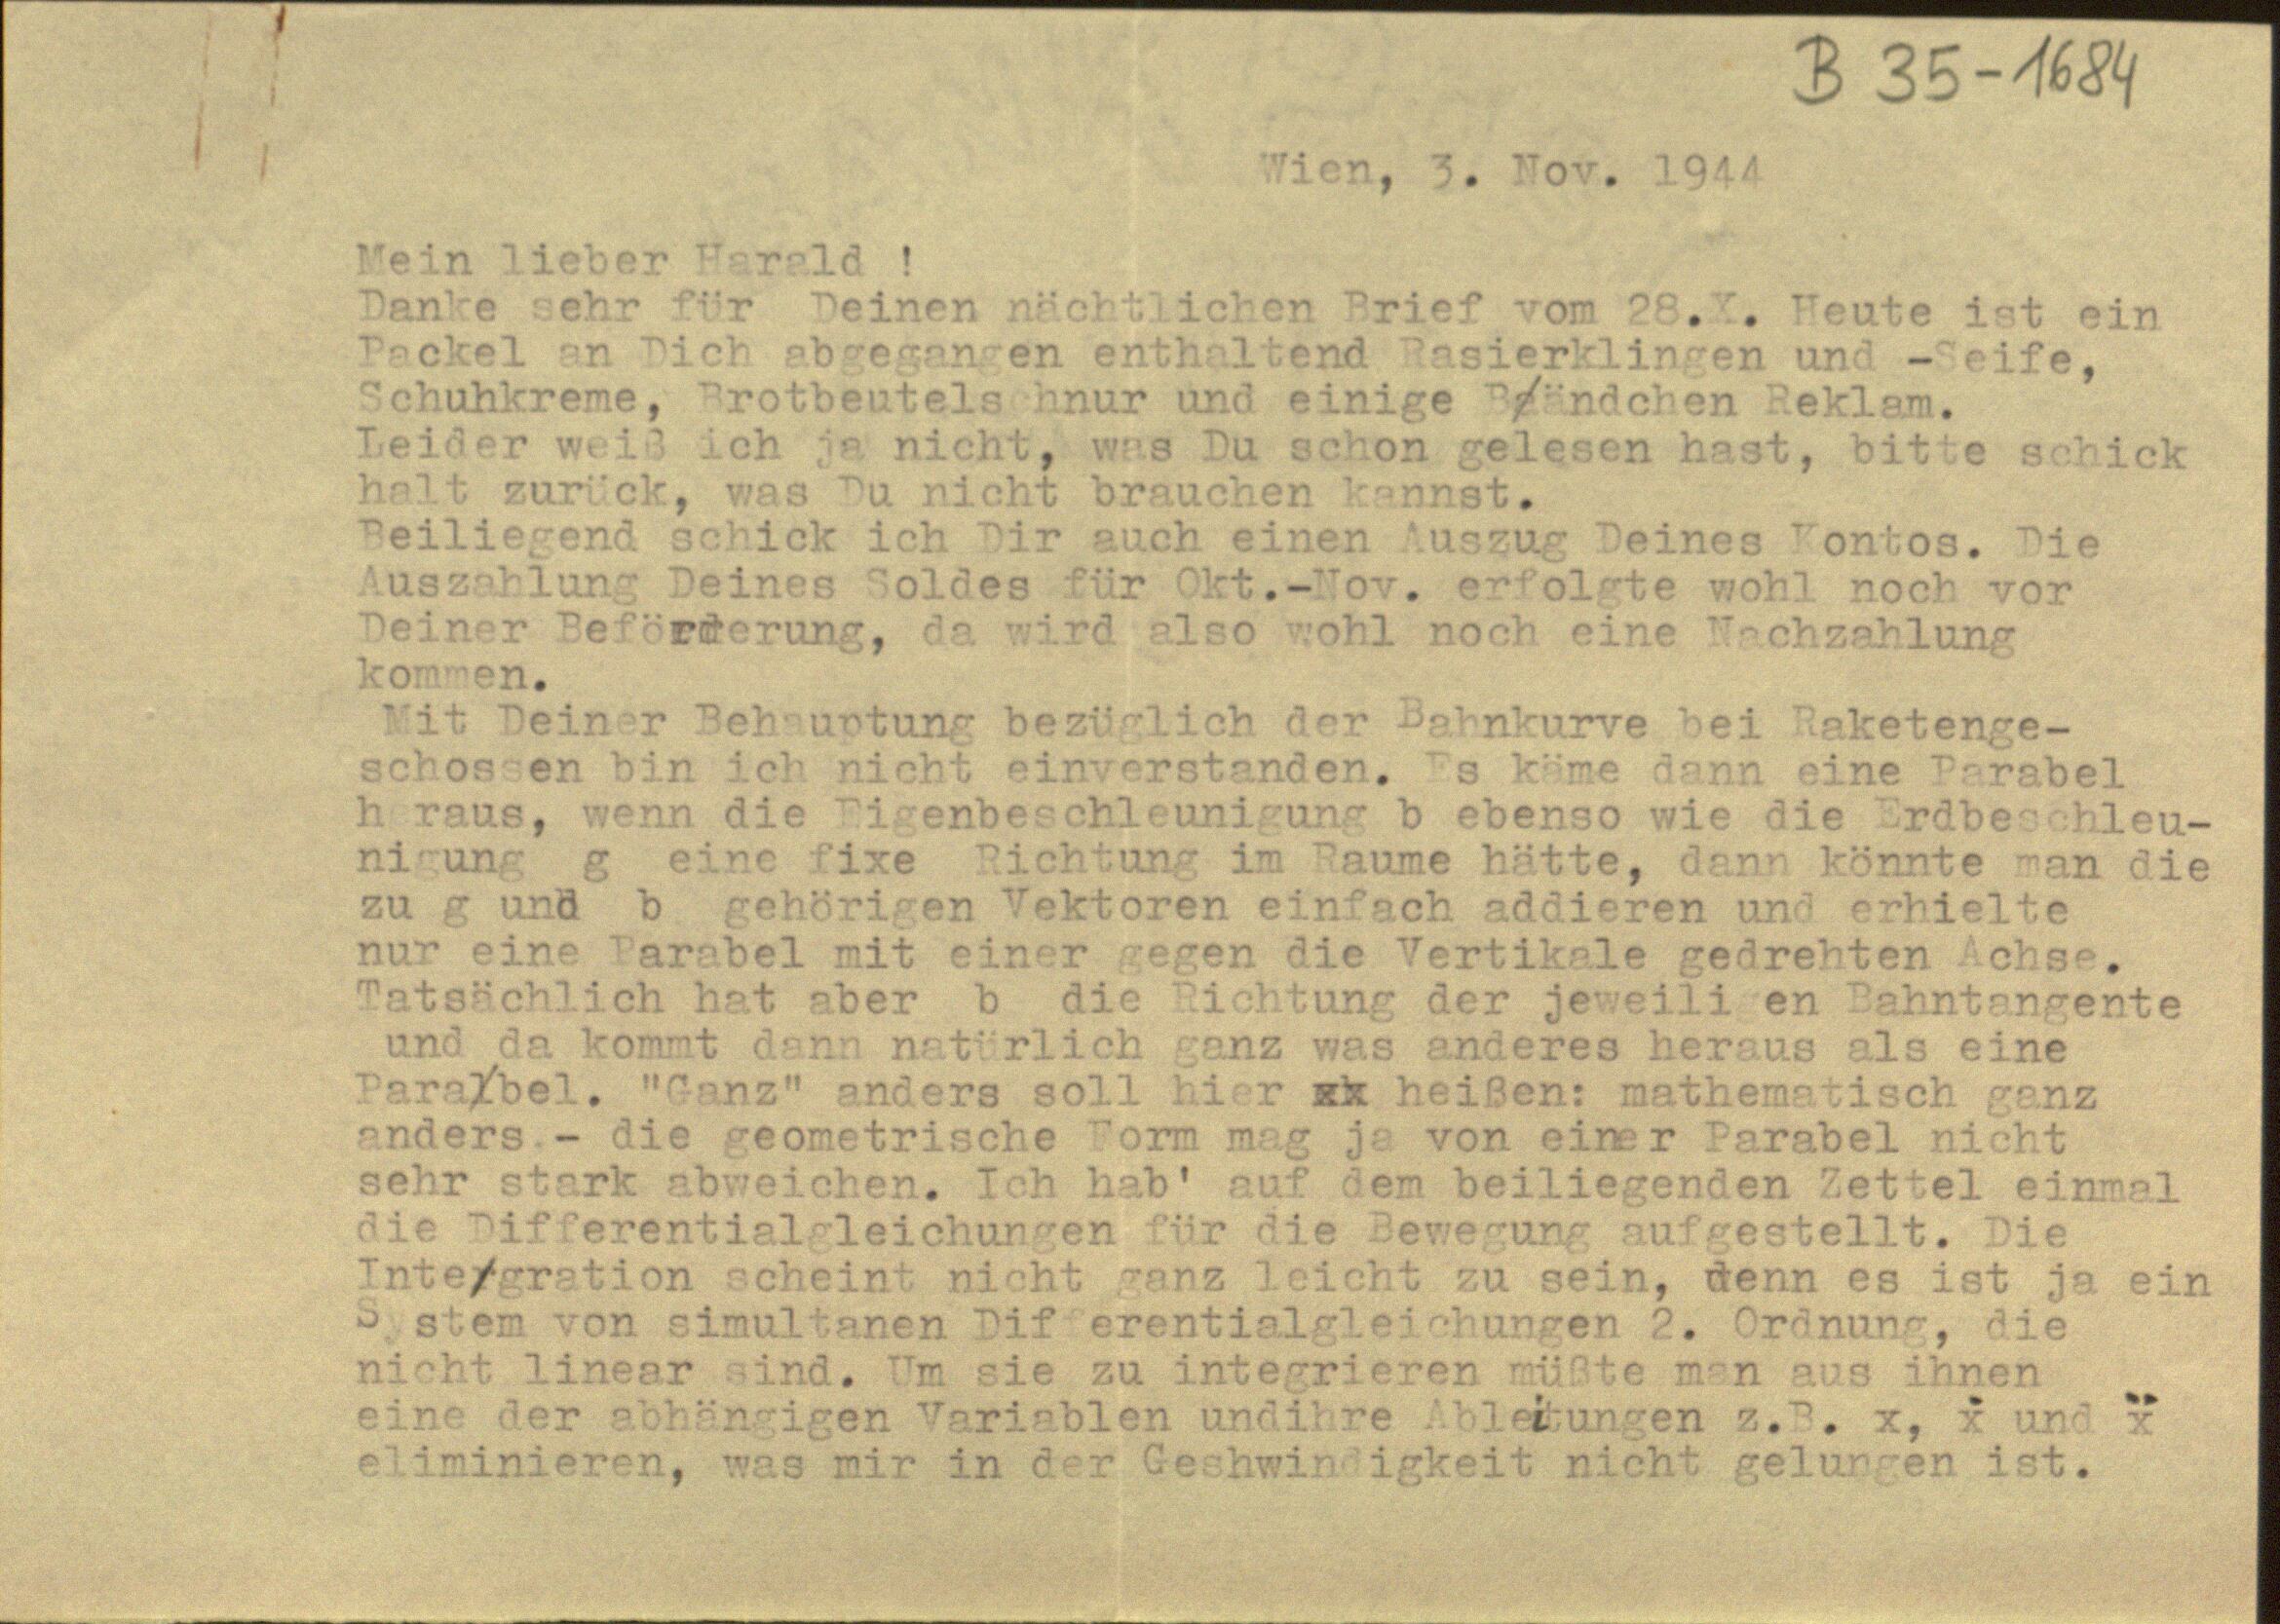 B 35-1684
Wien, 3. Nov. 1944
Mein lieber Harald !
Danke sehr für Deinen nächtlichen Brief vom 28.X. Heute ist ein
Packel an Dich abgegangen enthaltend Rasierklingen und -Seife,
Schuhkreme, Brotbeutelschnur und einige Bändchen Reklam.
Leider weiß ich ja nicht, was Du schon gelesen hast, bitte schick
halt zurück, was Du nicht brauchen kannst.
Beiliegend schick ich Dir auch einen Auszug Deines Kontos. Die
Auszahlung Deines Soldes für Okt.-Nov. erfolgte wohl noch vor
Deiner Beförderung, da wird also wohl noch eine Nachzahlung
kommen.
Mit Deiner Behauptung bezüglich der Bahnkurve bei Raketenge-
schossen bin ich nicht einverstanden. Es käme dann eine Parabel
heraus, wenn die Eigenbeschleunigung b ebenso wie die Erdbeschleu-
nigung g eine fixe Richtung im Raume hätte, dann könnte man die
zu g und b gehörigen Vektoren einfach addieren und erhielte
nur eine Parabel mit einer gegen die Vertikale gedrehten Achse.
Tatsächlich hat aber b die Richtung der jeweiligen Bahntangente
und da kommt dann natürlich ganz was anderes heraus als eine
Parabel. "Ganz" anders soll hier xx heißen: mathematisch ganz
anders.- die geometrische Form mag ja von einer Parabel nicht
sehr stark abweichen. Ich hab' auf dem beiliegenden Zettel einmal
die Differentialgleichungen für die Bewegung aufgestellt. Die
Integration scheint nicht ganz leicht zu sein, denn es ist ja ein
System von simultanen Differentialgleichungen 2. Ordnung, die
nicht linear sind. Um sie zu integrieren müßte man aus ihnen
eine der abhängigen Variablen undihre Ableitungen z.B. x, ẋ und ẍ
eliminieren, was mir in der Geshwindigkeit nicht gelungen ist.